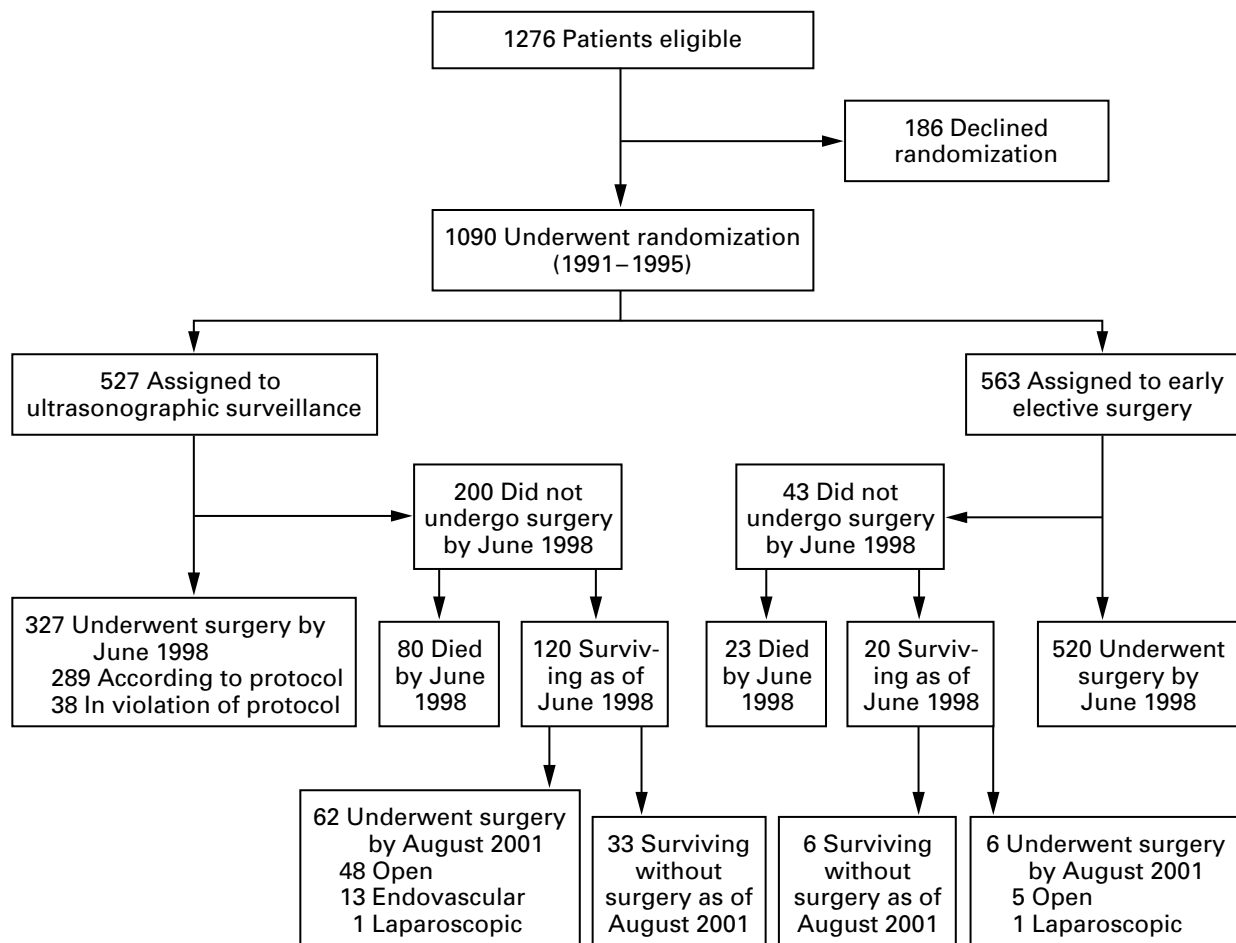 1276 Patients eligible
186 Declined
randomization
1090 Underwent randomization
(1991–1995)
527 Assigned to
ultrasonographic surveillance
563 Assigned to early
elective surgery
200 Did not
undergo surgery
by June 1998
43 Did not
undergo surgery
by June 1998
327 Underwent surgery by
June 1998
289 According to protocol
38 In violation of protocol
80 Died
by June
1998
120 Surviv-
ing as of
June 1998
23 Died
by June
1998
20 Surviv-
ing as of
June 1998
520 Underwent
surgery by
June 1998
62 Underwent surgery
by August 2001
48 Open
13 Endovascular
1 Laparoscopic
33 Surviving
without
surgery as of
August 2001
6 Surviving
without
surgery as of
August 2001
6 Underwent surgery
by August 2001
5 Open
1 Laparoscopic